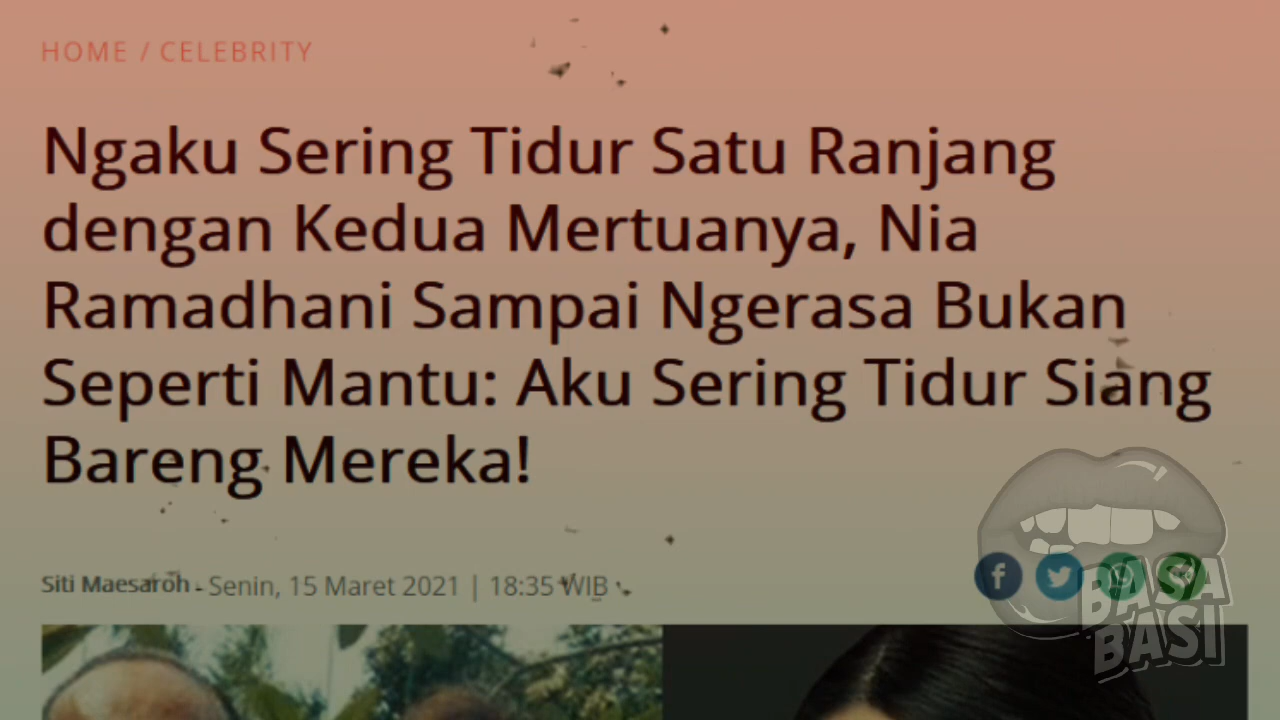 HOME / CELEBRITY
Ngaku Sering Tidur Satu Ranjang
dengan Kedua Mertuanya, Nia
Ramadhani Sampai Ngerasa Bukan
Seperti Mantu: Aku Sering Tidur Siang
Bareng Mereka!
Siti Maesaroh - Senin, 15 Maret 2021 | 18:35 WIB
BASA
BASI